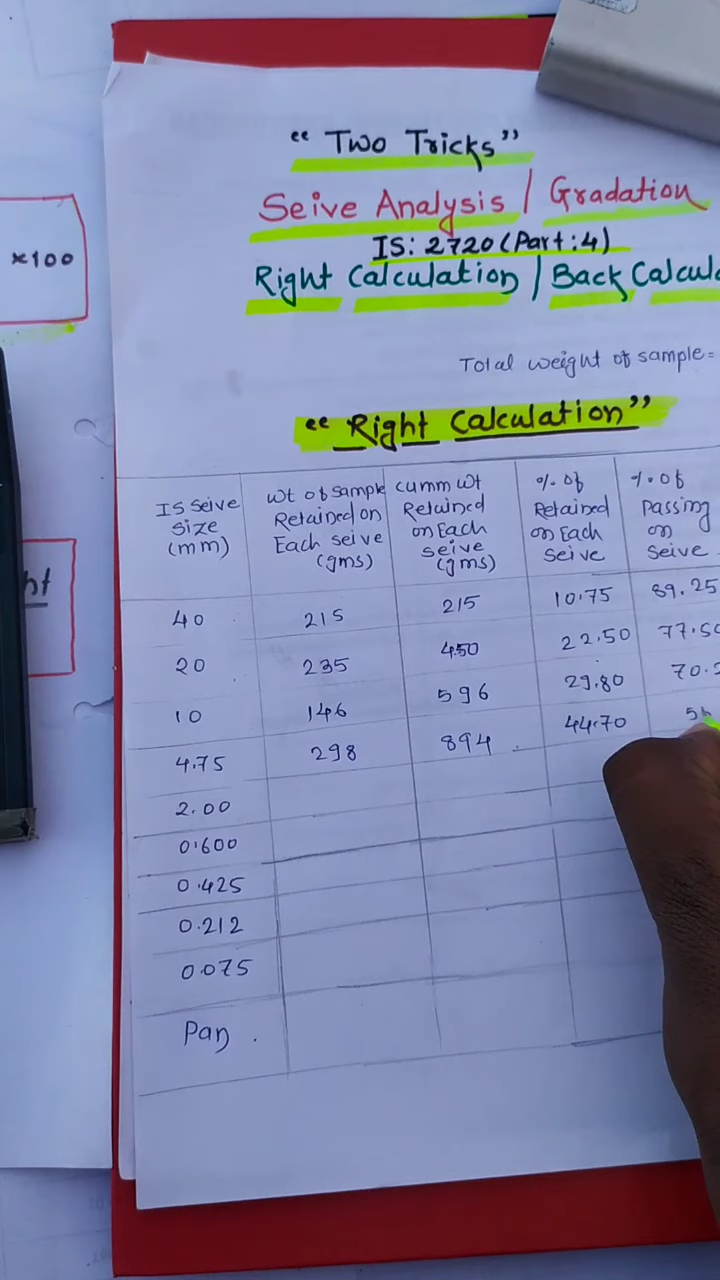 “ Two Tricks ”
Seive Analysis / Gradation
×100
IS: 2720 (Part:4)
Right Calculation / Back Calcula
Total weight of sample=
“ Right Calculation ”
IS Seive size (mm)
wt of sample Retained on Each seive (gms)
cumm wt Retained on Each seive (gms)
%.of Retained on Each seive
%.of Passing on Seive
40 215 215 10.75 89.25
20 235 450 22.50 77.50
10 146 596 29.80 70.2
4.75 298 894 44.70
2.00
0.600
0.425
0.212
0.075
Pan .